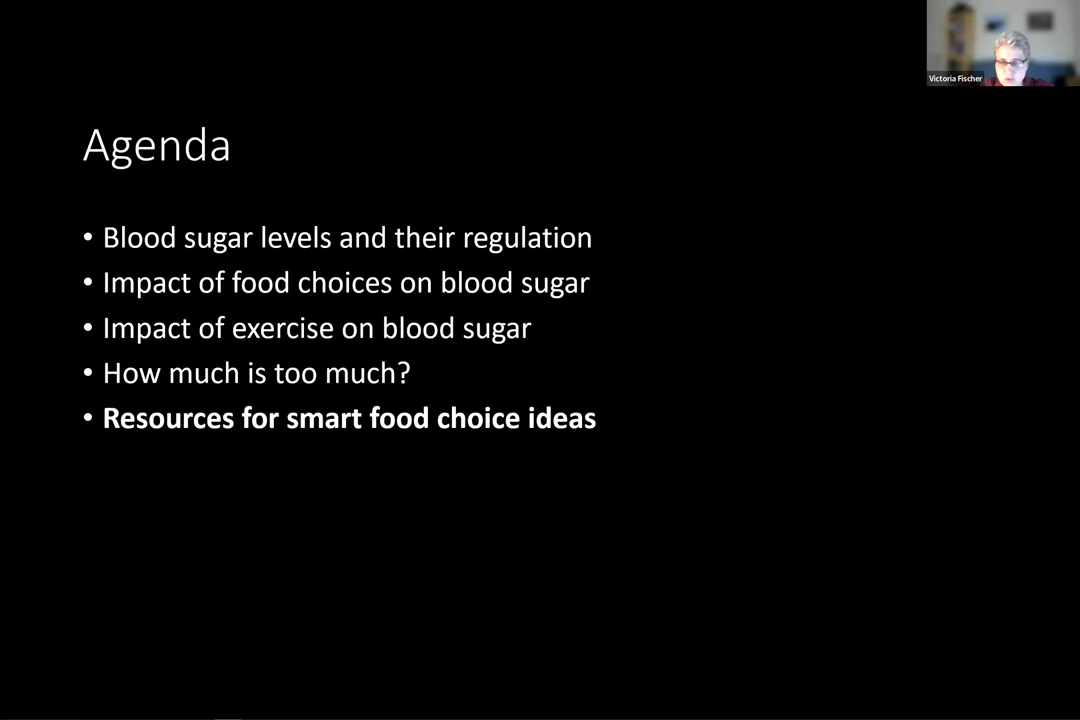 Victoria Fischer
Agenda
• Blood sugar levels and their regulation
• Impact of food choices on blood sugar
• Impact of exercise on blood sugar
• How much is too much?
• Resources for smart food choice ideas